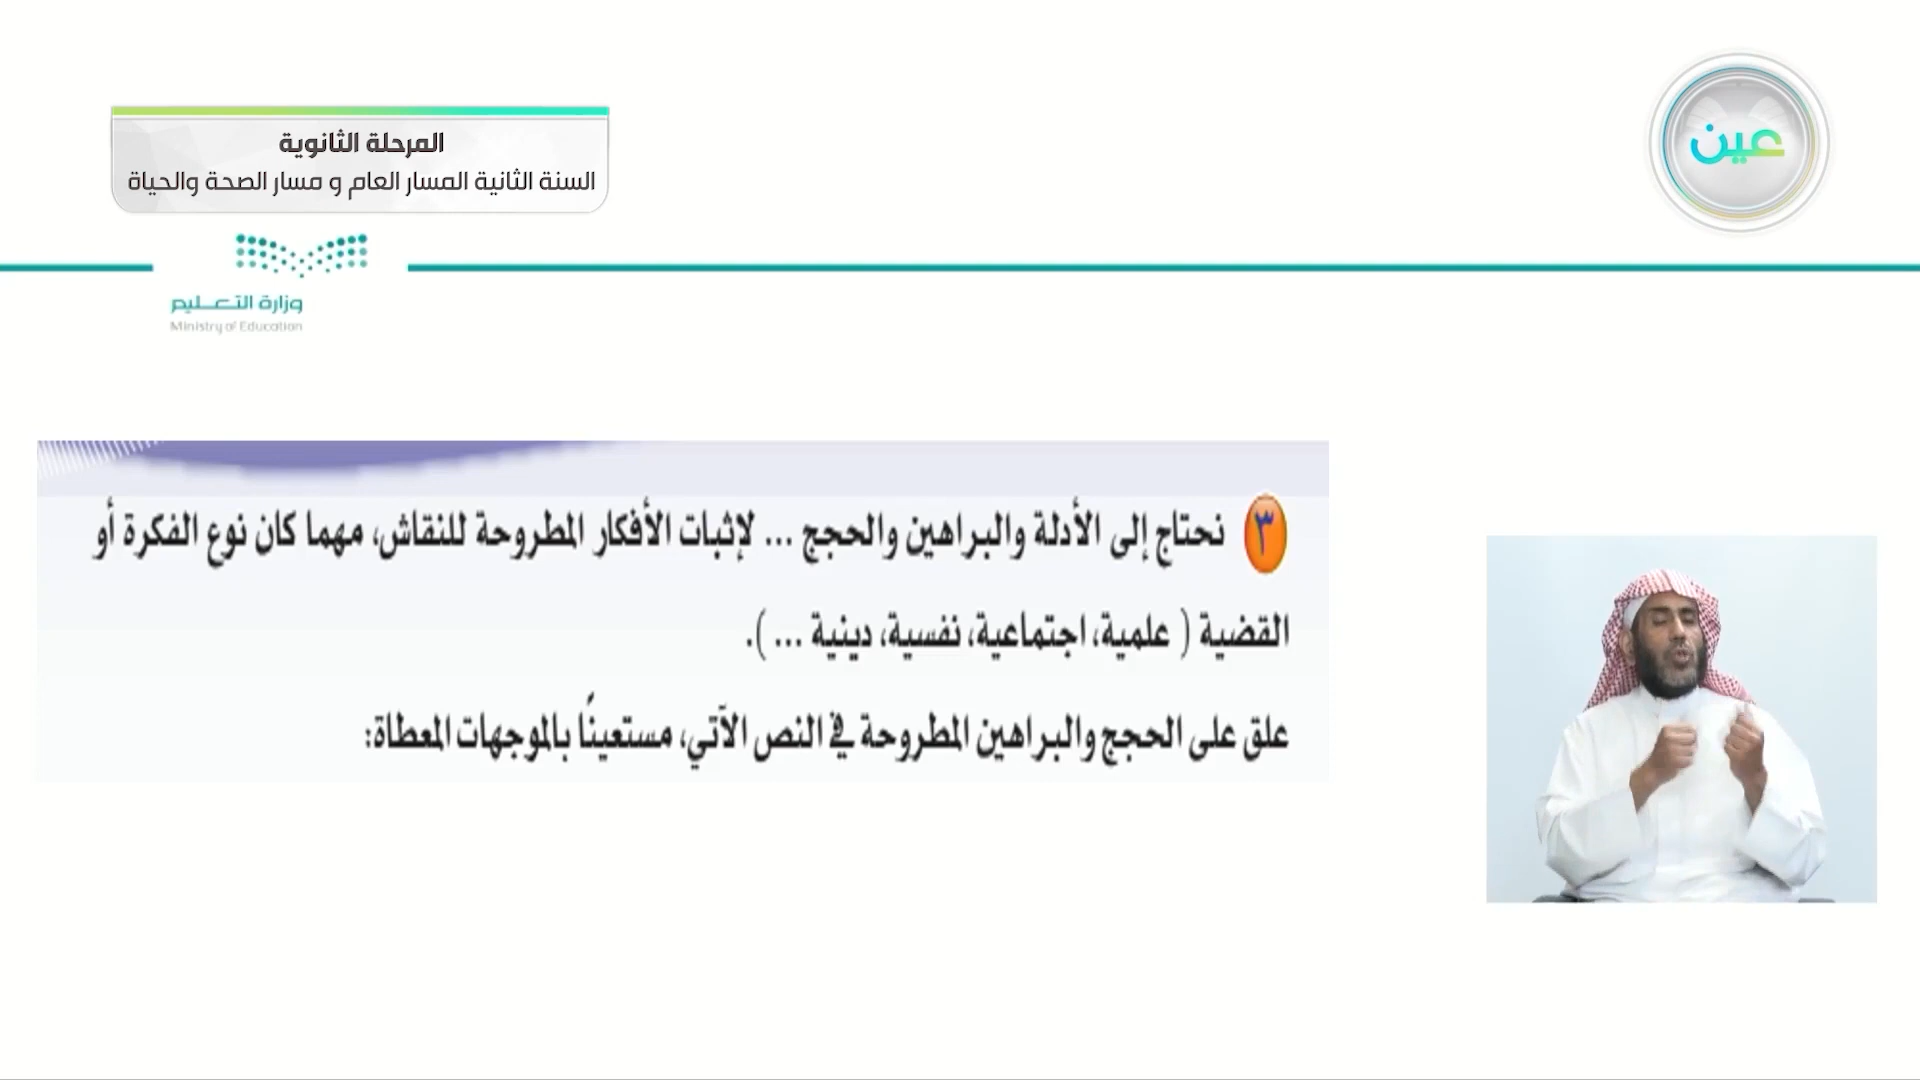 المرحلة الثانوية
السنة الثانية المسار العام و مسار الصحة والحياة
عين
وزارة التعليم
Ministry of Education
٣ نحتاج إلى الأدلة والبراهين والحجج ... لإثبات الأفكار المطروحة للنقاش، مهما كان نوع الفكرة أو
القضية ( علمية، اجتماعية، نفسية، دينية ... ).
علق على الحجج والبراهين المطروحة في النص الآتي، مستعينًا بالموجهات المعطاة: